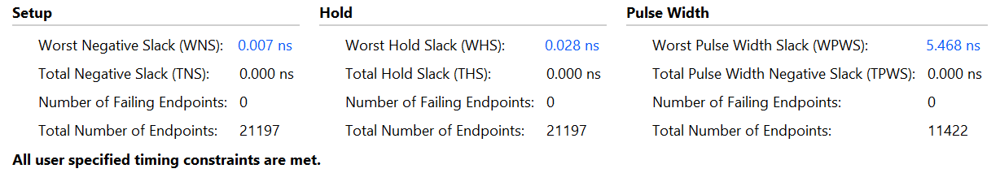 Setup Hold Pulse Width
Worst Negative Slack (WNS): 0.007 ns Worst Hold Slack (WHS): 0.028 ns Worst Pulse Width Slack (WPWS): 5.468 ns
Total Negative Slack (TNS): 0.000 ns Total Hold Slack (THS): 0.000 ns Total Pulse Width Negative Slack (TPWS): 0.000 ns
Number of Failing Endpoints: 0 Number of Failing Endpoints: 0 Number of Failing Endpoints: 0
Total Number of Endpoints: 21197 Total Number of Endpoints: 21197 Total Number of Endpoints: 11422
All user specified timing constraints are met.